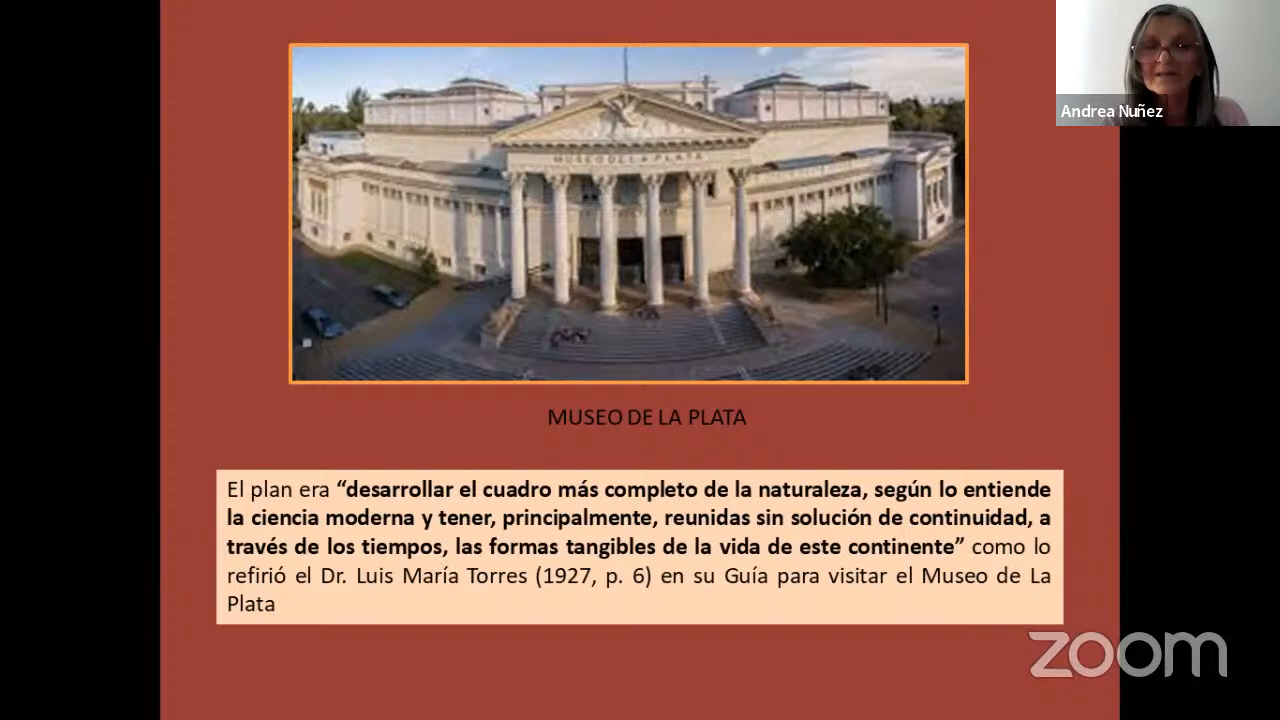 Andrea Nuñez
MUSEO DE LA PLATA
MUSEO DE LA PLATA
El plan era “desarrollar el cuadro más completo de la naturaleza, según lo entiende
la ciencia moderna y tener, principalmente, reunidas sin solución de continuidad, a
través de los tiempos, las formas tangibles de la vida de este continente” como lo
refirió el Dr. Luis María Torres (1927, p. 6) en su Guía para visitar el Museo de La
Plata
zoom